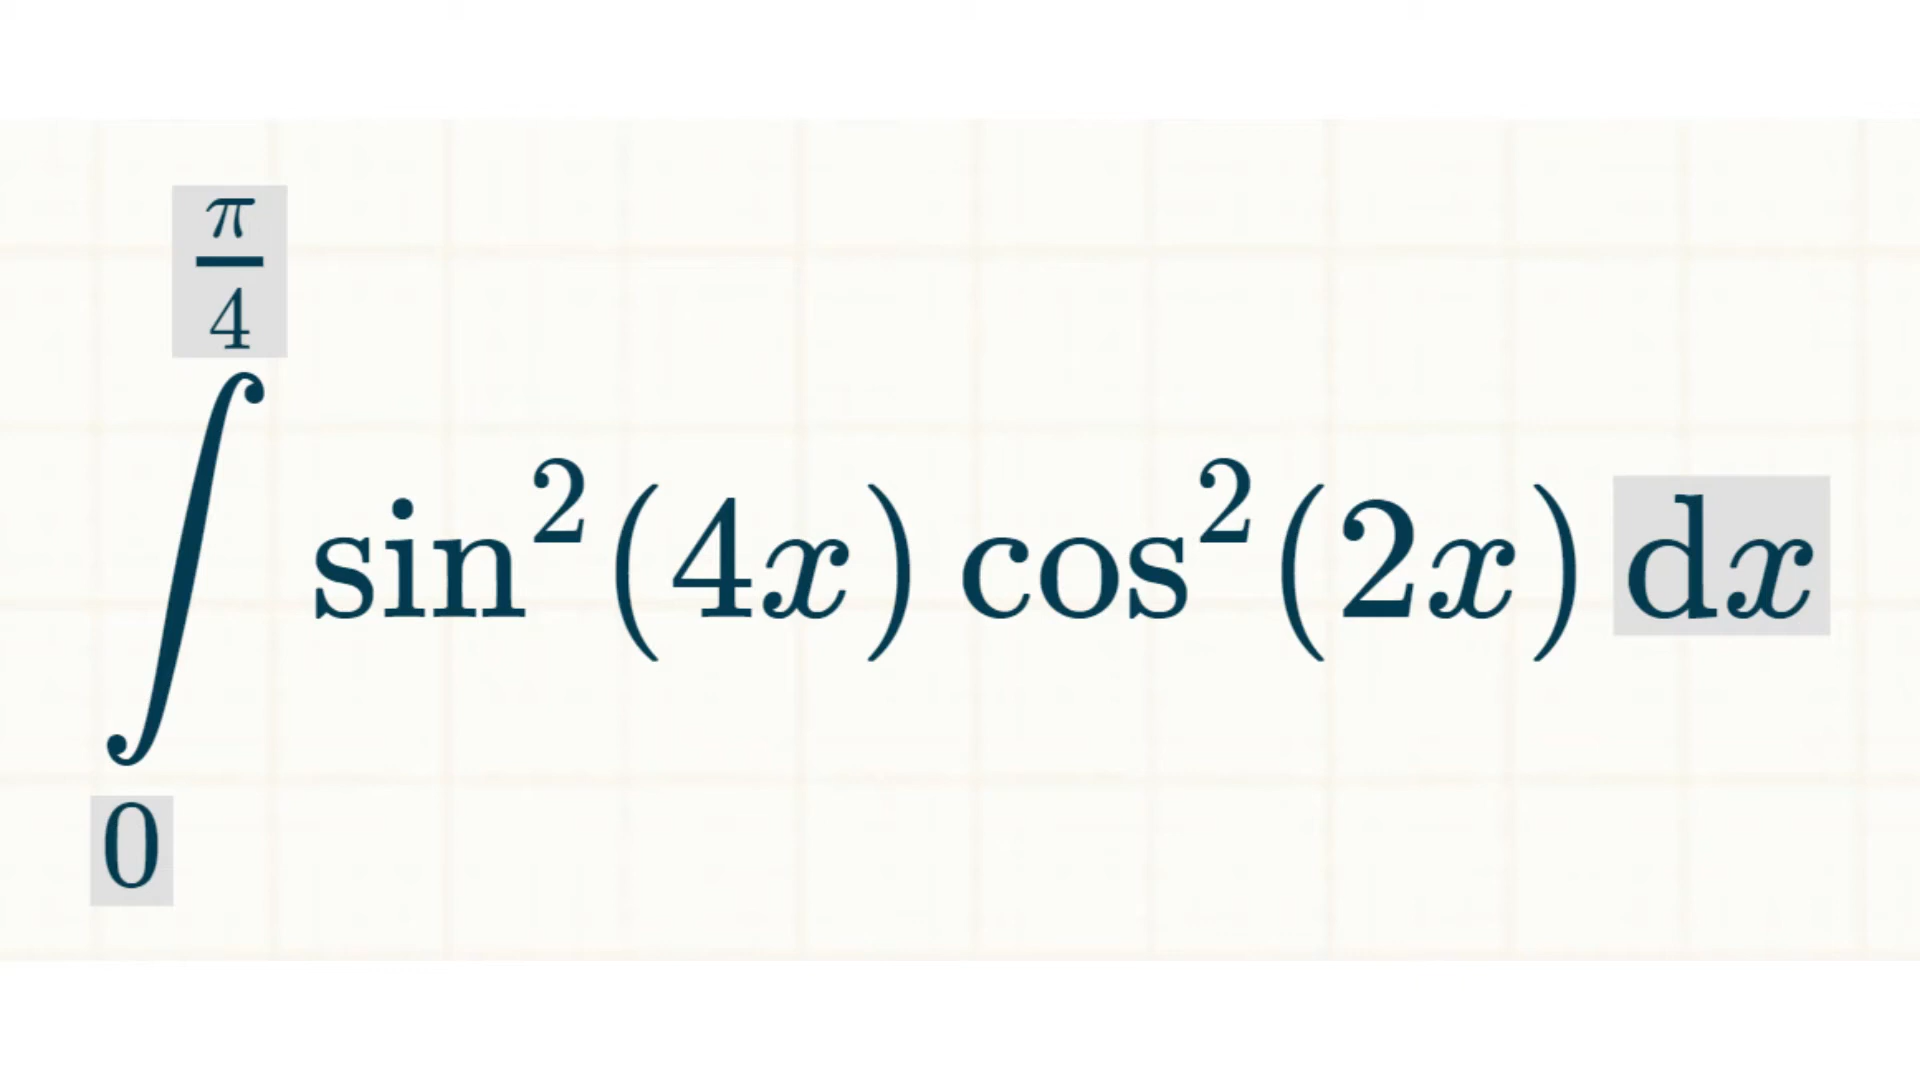 ∫₀^(π/4) sin²(4x) cos²(2x) dx